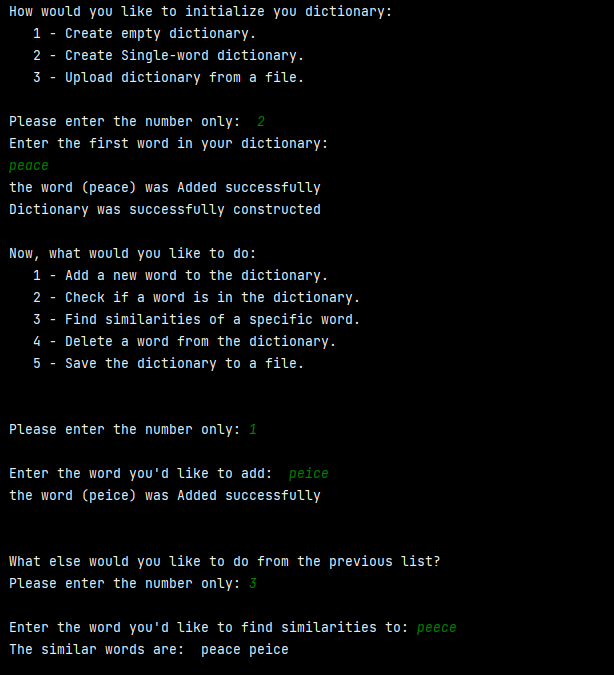 How would you like to initialize you dictionary:
1 - Create empty dictionary.
2 - Create Single-word dictionary.
3 - Upload dictionary from a file.
Please enter the number only: 2
Enter the first word in your dictionary:
peace
the word (peace) was Added successfully
Dictionary was successfully constructed
Now, what would you like to do:
1 - Add a new word to the dictionary.
2 - Check if a word is in the dictionary.
3 - Find similarities of a specific word.
4 - Delete a word from the dictionary.
5 - Save the dictionary to a file.
Please enter the number only: 1
Enter the word you'd like to add: peice
the word (peice) was Added successfully
What else would you like to do from the previous list?
Please enter the number only: 3
Enter the word you'd like to find similarities to: peece
The similar words are: peace peice